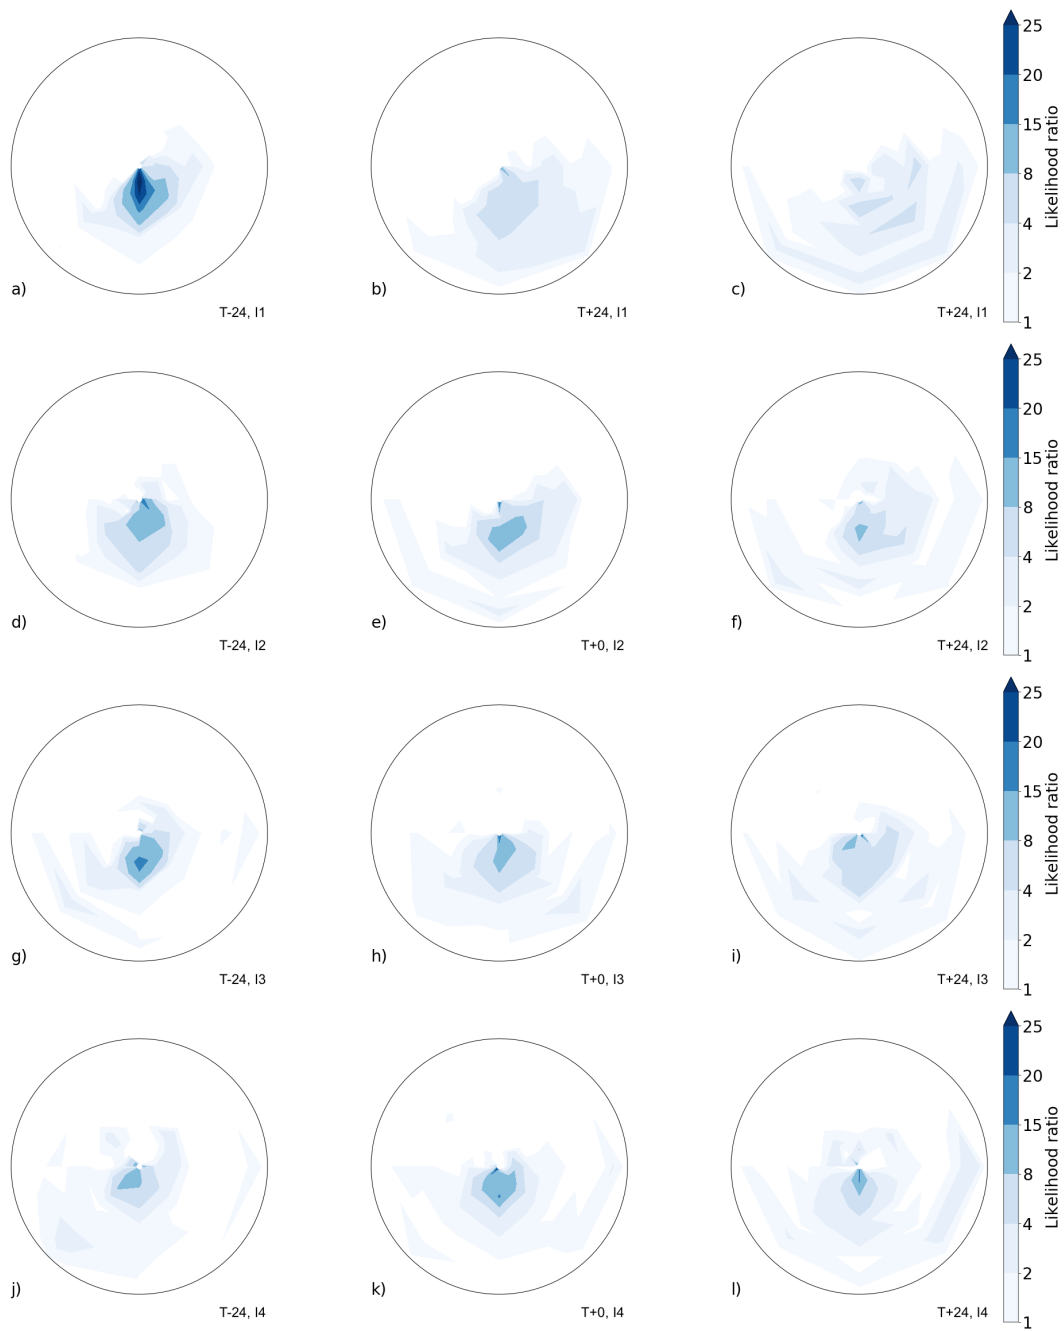 25
20
15
8
4
2
1
Likelihood ratio
a)
T-24, I1
b)
T+24, I1
c)
T+24, I1
25
20
15
8
4
2
1
Likelihood ratio
d)
T-24, I2
e)
T+0, I2
f)
T+24, I2
25
20
15
8
4
2
1
Likelihood ratio
g)
T-24, I3
h)
T+0, I3
i)
T+24, I3
25
20
15
8
4
2
1
Likelihood ratio
j)
T-24, I4
k)
T+0, I4
l)
T+24, I4